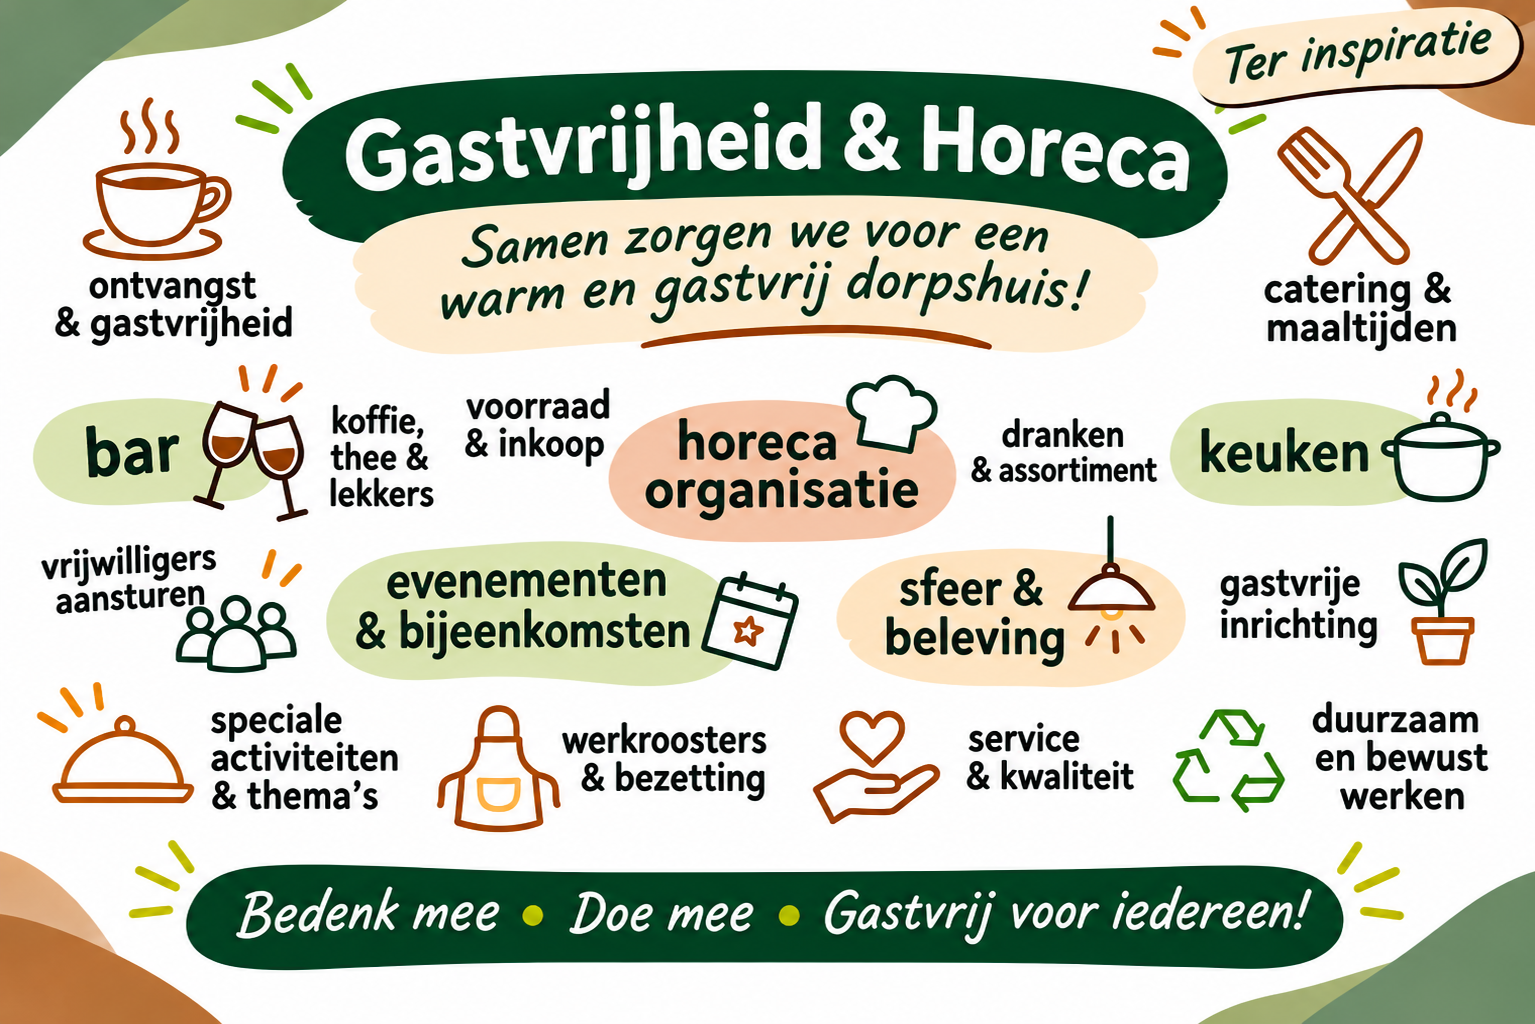 Ter inspiratie
Gastvrijheid & Horeca
Samen zorgen we voor een
warm en gastvrij dorpshuis!
ontvangst
& gastvrijheid
catering &
maaltijden
bar
koffie,
thee &
lekkers
voorraad
& inkoop
horeca
organisatie
dranken
& assortiment
keuken
vrijwilligers
aansturen
evenementen
& bijeenkomsten
sfeer &
beleving
gastvrije
inrichting
speciale
activiteiten
& thema's
werkroosters
& bezetting
service
& kwaliteit
duurzaam
en bewust
werken
Bedenk mee • Doe mee • Gastvrij voor iedereen!